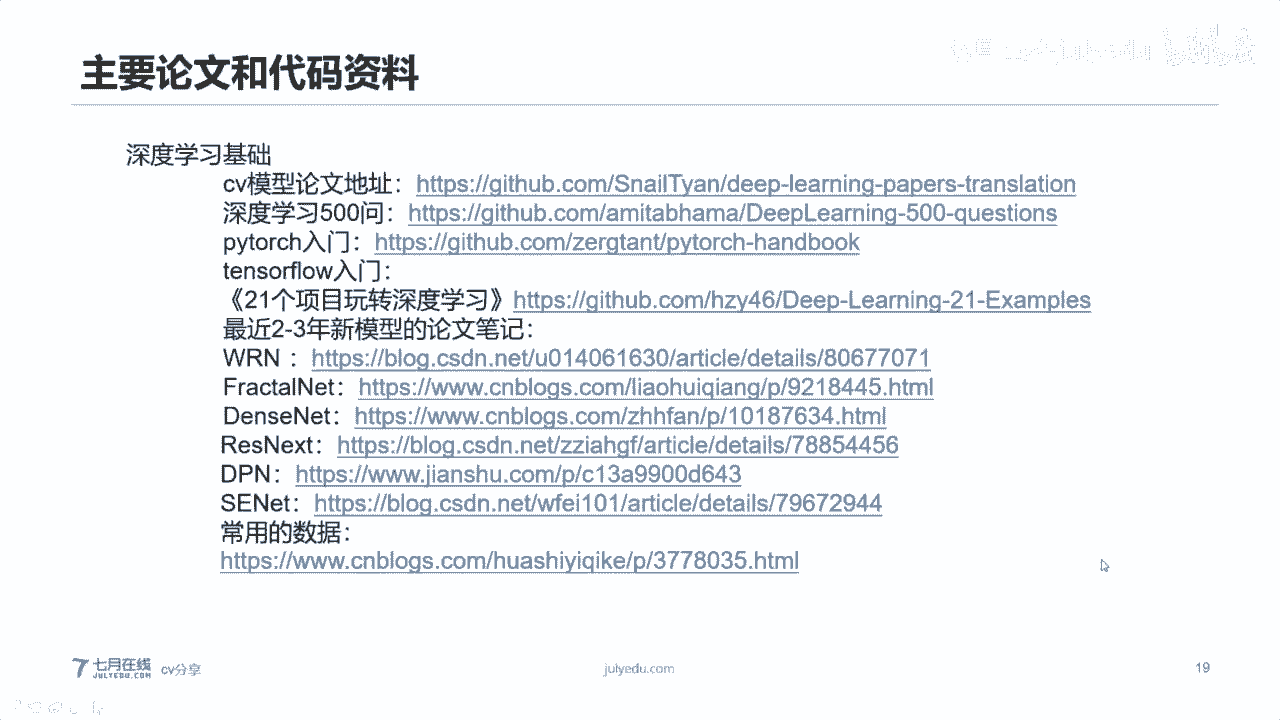 主要论文和代码资料
深度学习基础
cv模型论文地址：https://github.com/SnailTyan/deep-learning-papers-translation
深度学习500问：https://github.com/amitabhama/DeepLearning-500-questions
pytorch入门：https://github.com/zergtant/pytorch-handbook
tensorflow入门：
《21个项目玩转深度学习》https://github.com/hzy46/Deep-Learning-21-Examples
最近2-3年新模型的论文笔记：
WRN ：https://blog.csdn.net/u014061630/article/details/80677071
FractalNet：https://www.cnblogs.com/liaohuiqiang/p/9218445.html
DenseNet：https://www.cnblogs.com/zhhfan/p/10187634.html
ResNext：https://blog.csdn.net/zziahgf/article/details/78854456
DPN：https://www.jianshu.com/p/c13a9900d643
SENet：https://blog.csdn.net/wfei101/article/details/79672944
常用的数据：
https://www.cnblogs.com/huashiyiqike/p/3778035.html
七月在线
JULYEDU.COM
cv分享
julyedu.com
19